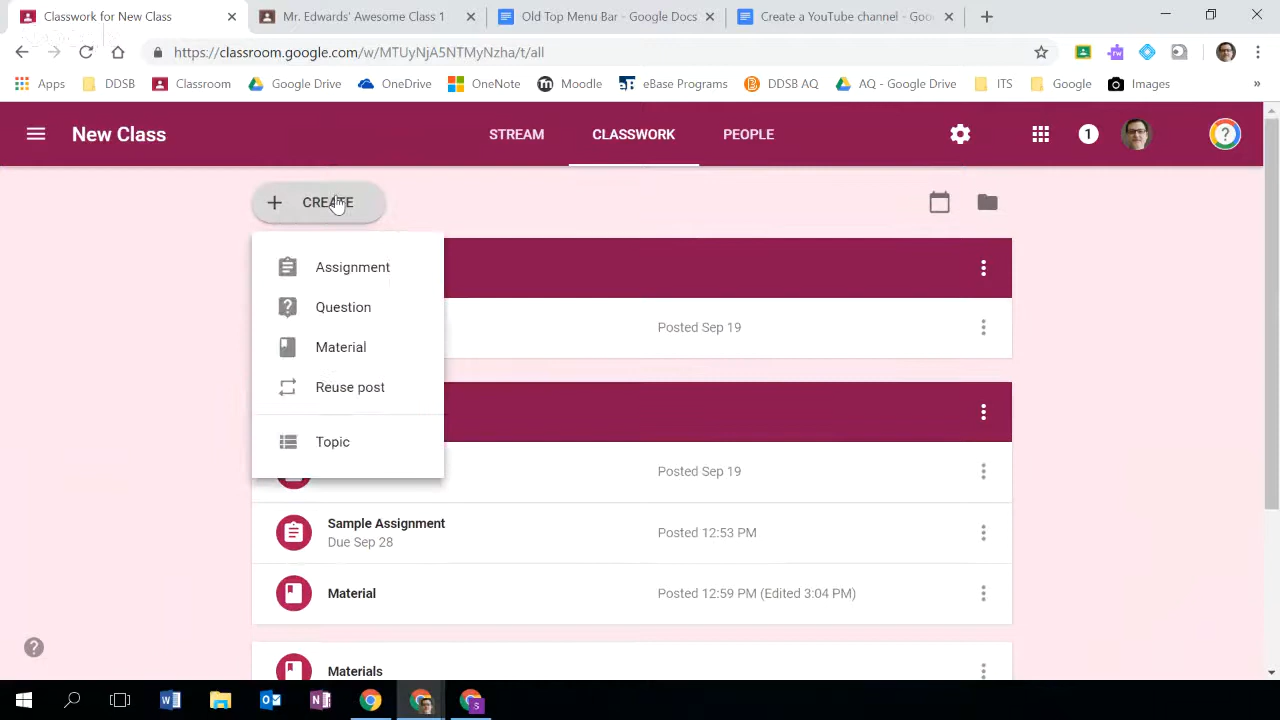 Classroom for New Class
Mr. Edwards' Awesome Class 1
Old Top Menu Bar - Google Docs
Create a YouTube channel - Goo
https://classroom.google.com/w/MTUyNjA5NTMyNzha/t/all
Apps
DDSB
Classroom
Google Drive
OneDrive
OneNote
Moodle
eBase Programs
DDSB AQ
AQ - Google Drive
ITS
Google
Images
»
New Class
STREAM
CLASSWORK
PEOPLE
1
CREATE
Assignment
Question
Posted Sep 19
Material
Reuse post
Topic
Posted Sep 19
Sample Assignment
Due Sep 28
Posted 12:53 PM
Material
Posted 12:59 PM (Edited 3:04 PM)
Materials